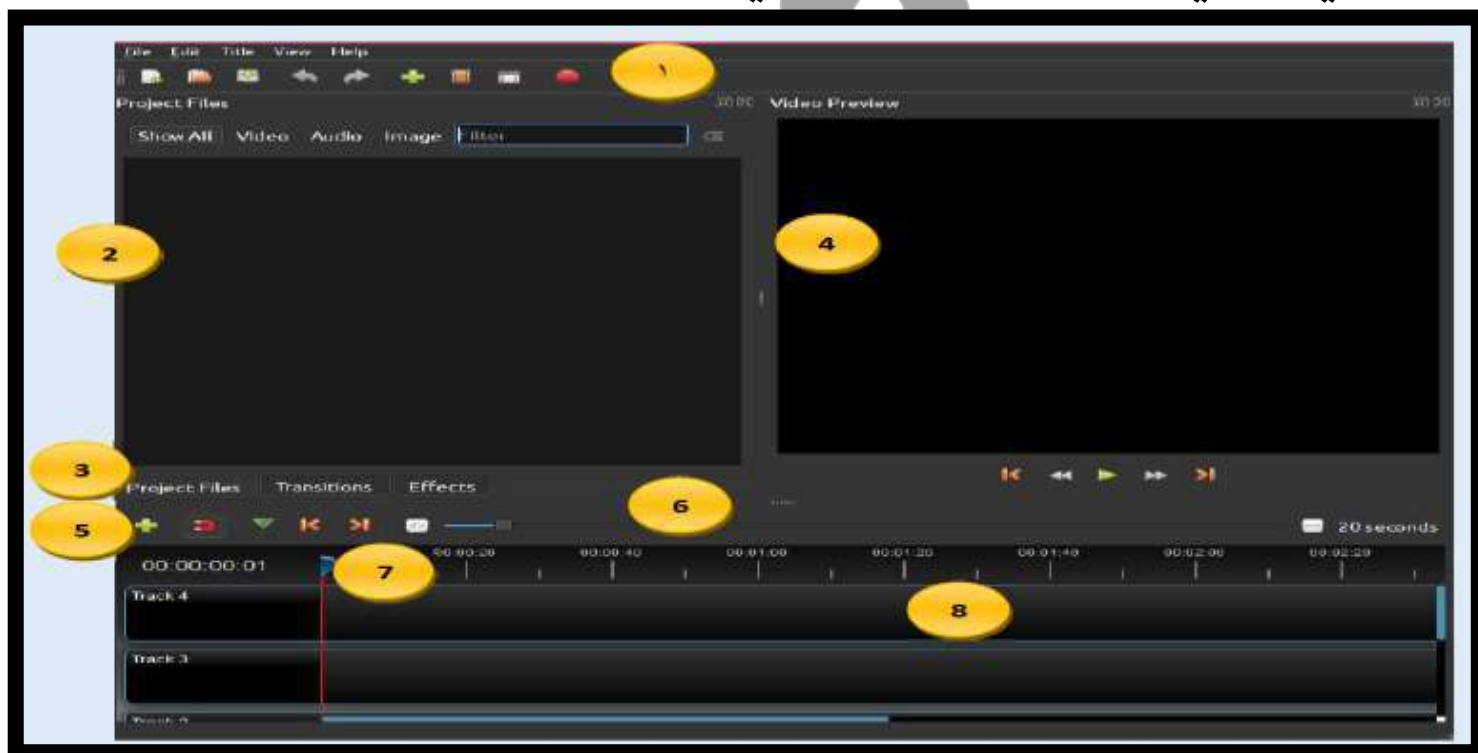 File Edit Title View Help
١
Project Files
Video Preview
Show All Video Audio Image Filter
2
4
3
Project Files Transitions Effects
6
5
20 seconds
00:00:00:01
7
00:00:20 00:00:40 00:01:00 00:01:20 00:01:40 00:02:00 00:02:20
Track 4
8
Track 3